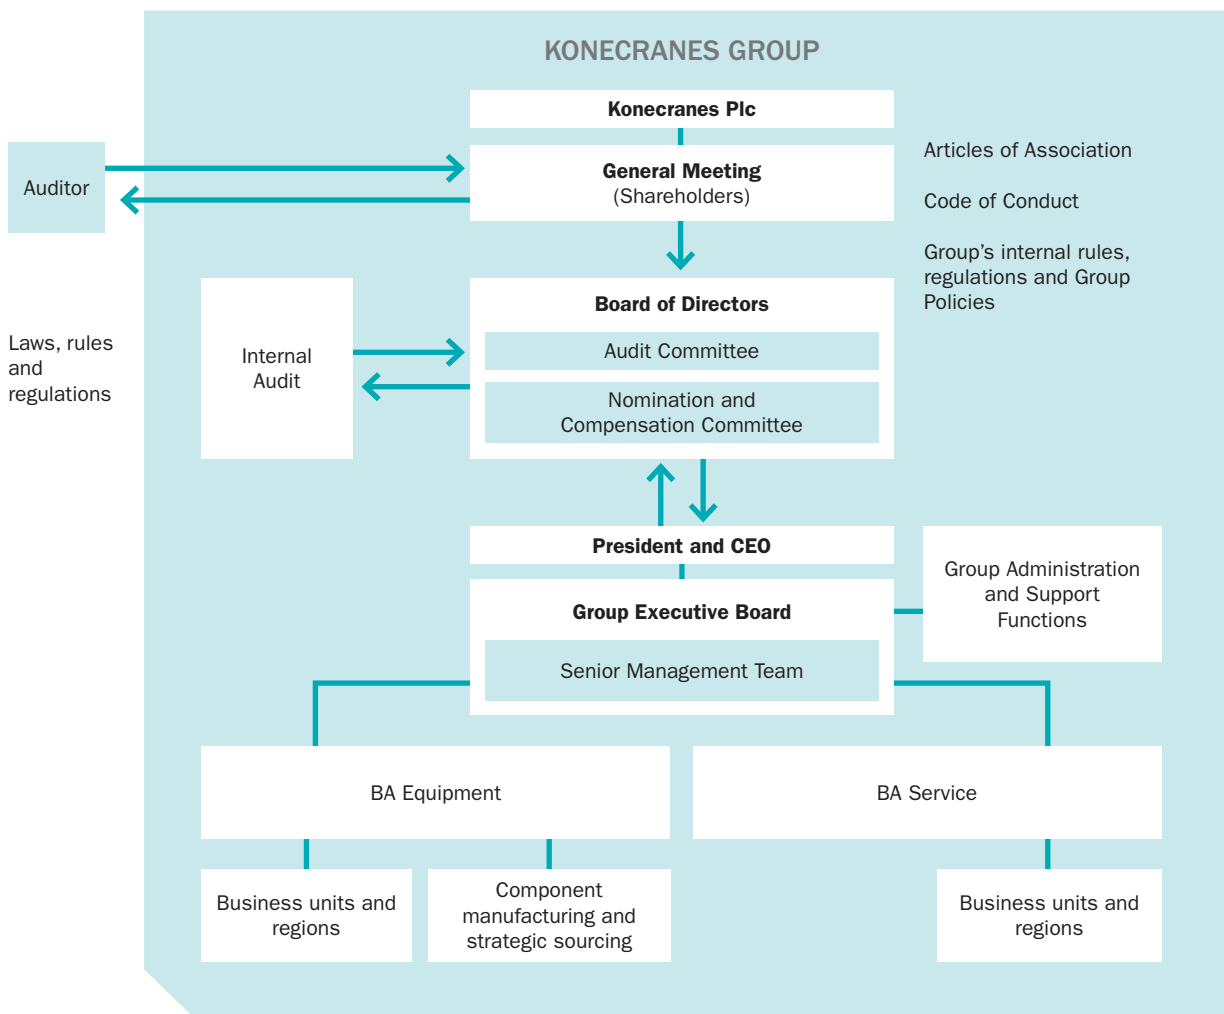 KONECRANES GROUP
Konecranes Plc
General Meeting
(Shareholders)
Auditor
Articles of Association
Code of Conduct
Group’s internal rules,
regulations and Group
Policies
Laws, rules
and
regulations
Internal
Audit
Board of Directors
Audit Committee
Nomination and
Compensation Committee
President and CEO
Group Executive Board
Senior Management Team
Group Administration
and Support
Functions
BA Equipment
BA Service
Business units and
regions
Component
manufacturing and
strategic sourcing
Business units and
regions